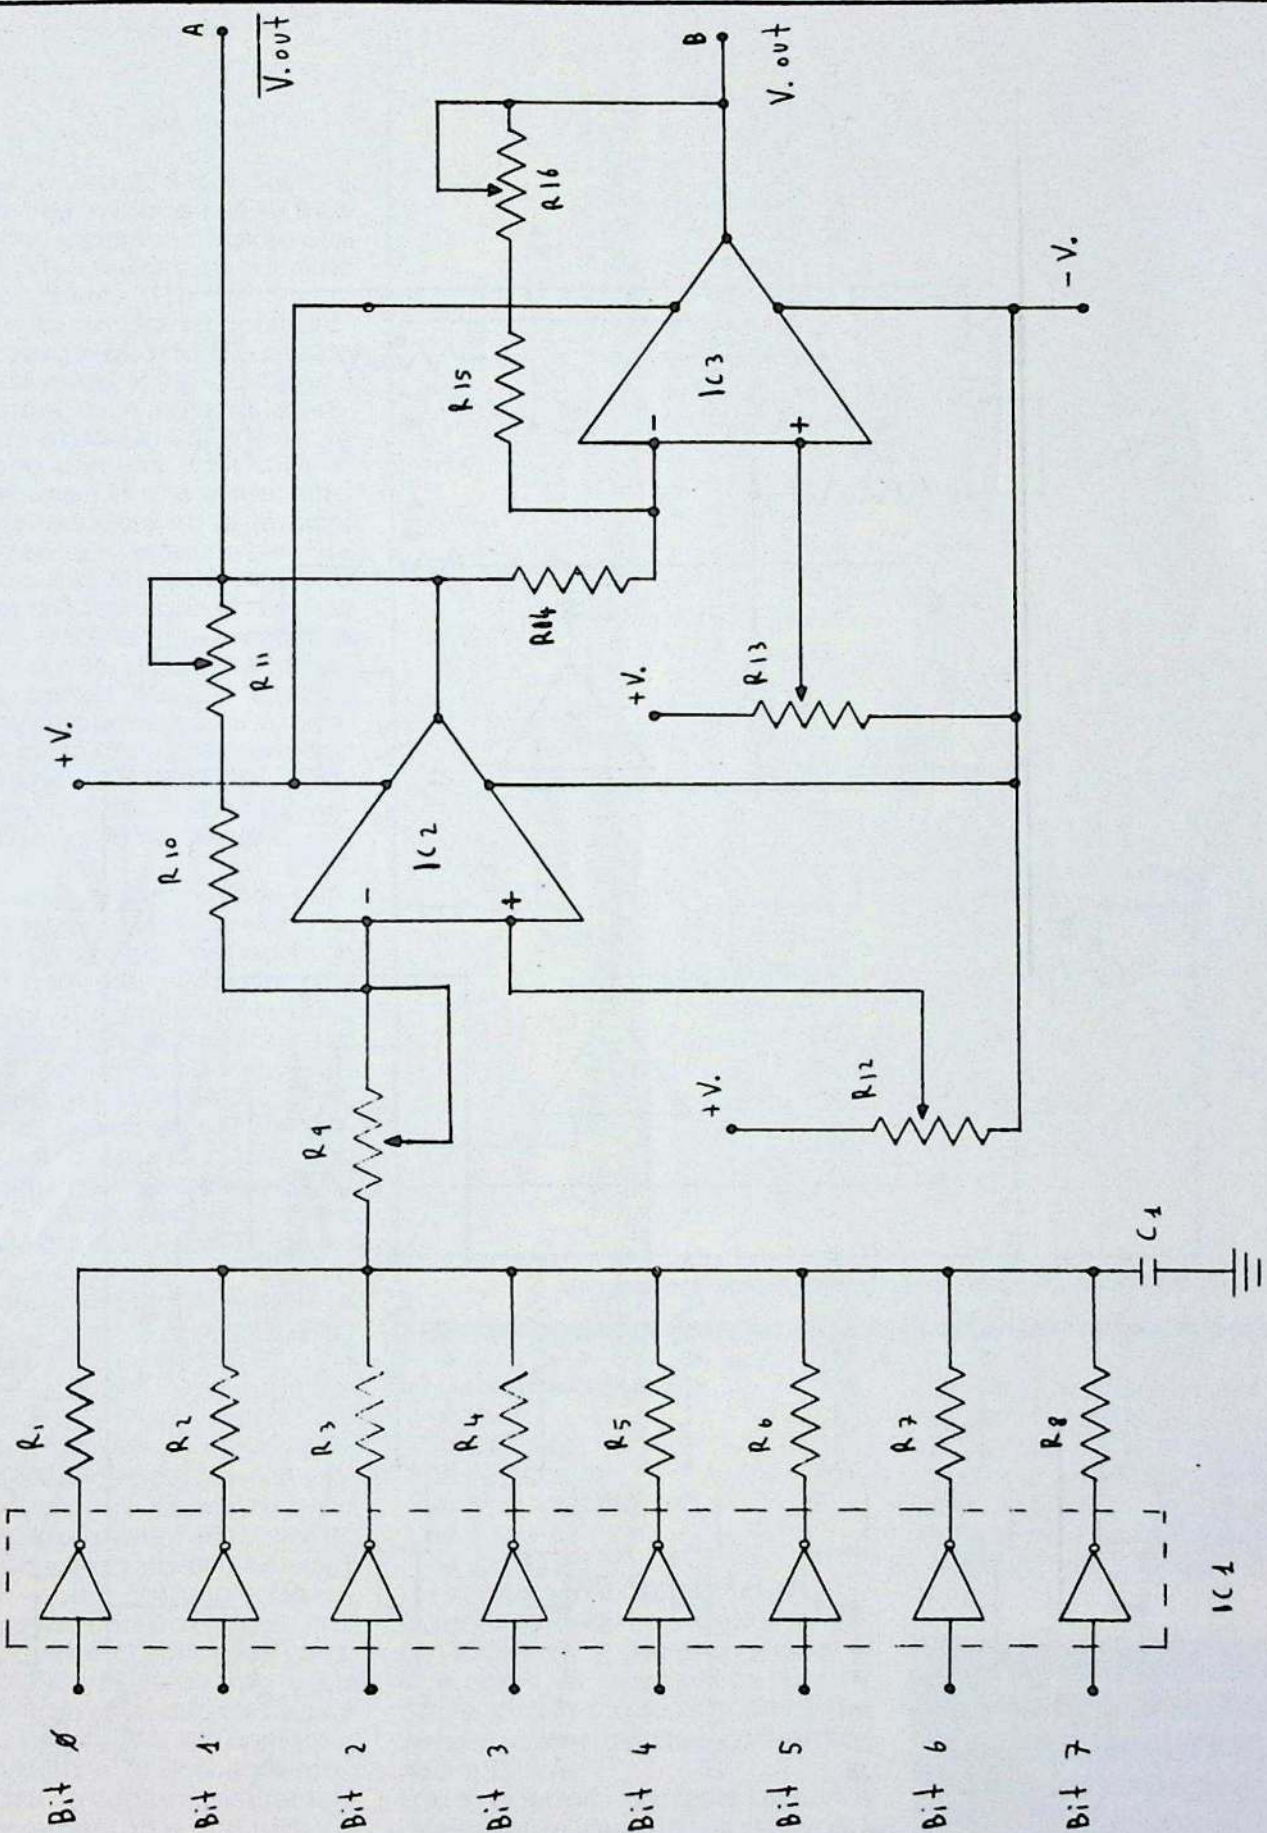 Bit 0
Bit 1
Bit 2
Bit 3
Bit 4
Bit 5
Bit 6
Bit 7
IC1
R1
R2
R3
R4
R5
R6
R7
R8
C1
R9
R10
R11
+V.
IC2
-
+
+V.
R12
+V.
R13
R14
R15
R16
IC3
-
+
-V.
A
V.out
B
V.out